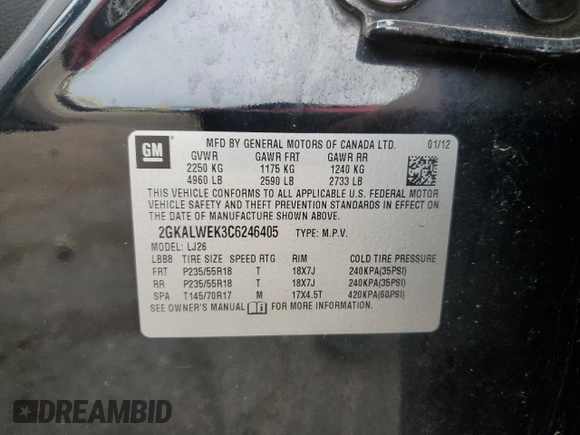 GM
MFD BY GENERAL MOTORS OF CANADA LTD. 01/12
GVWR GAWR FRT GAWR RR
2250 KG 1175 KG 1240 KG
4960 LB 2590 LB 2733 LB
THIS VEHICLE CONFORMS TO ALL APPLICABLE U.S. FEDERAL MOTOR
VEHICLE SAFETY AND THEFT PREVENTION STANDARDS IN EFFECT ON
THE DATE OF MANUFACTURE SHOWN ABOVE.
2GKALWEK3C6246405 TYPE: M.P.V.
MODEL: LJ26
LBB8 TIRE SIZE SPEED RTG RIM COLD TIRE PRESSURE
FRT P235/55R18 T 18X7J 240KPA(35PSI)
RR P235/55R18 T 18X7J 240KPA(35PSI)
SPA T145/70R17 M 17X4.5T 420KPA(60PSI)
SEE OWNER'S MANUAL FOR MORE INFORMATION.
DREAMBID